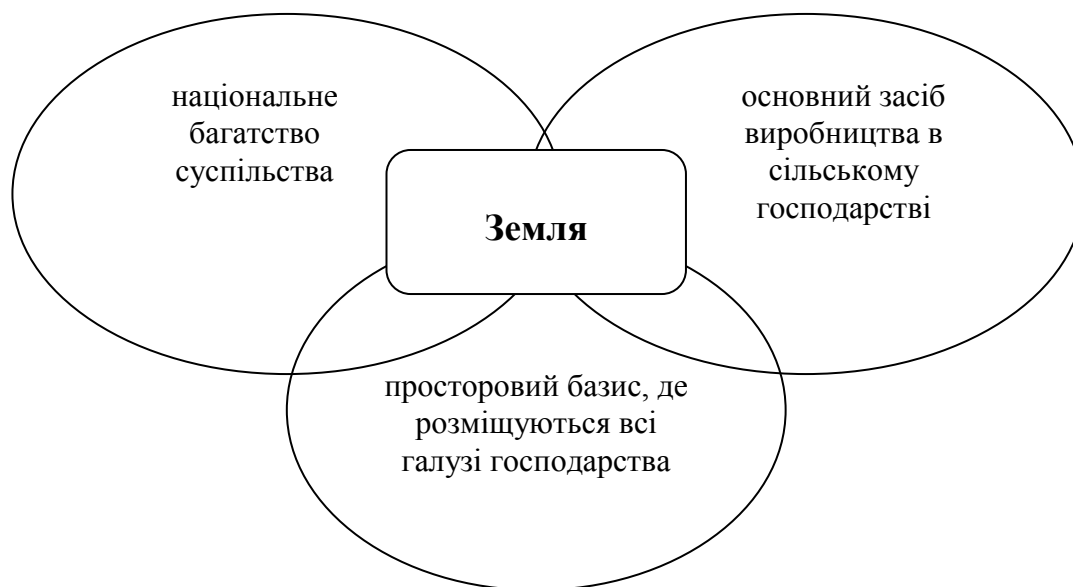 національне
багатство
суспільства
основний засіб
виробництва в
сільському
господарстві
Земля
просторовий базис, де
розміщуються всі
галузі господарства